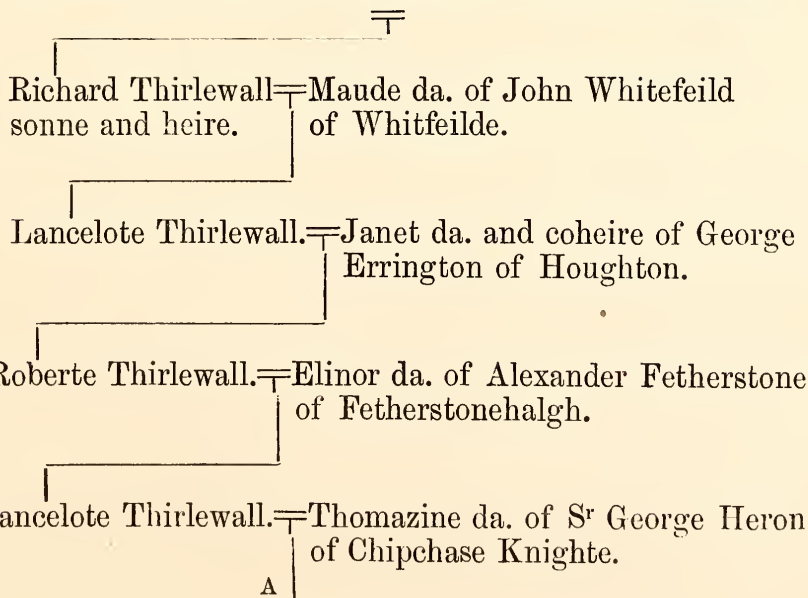 Richard Thirlewall Maude da. of John Whitefeild
sonne and heire. of Whitfeilde.
Lancelote Thirlewall. Janet da. and coheire of George
Errington of Houghton.
Roberte Thirlewall. Elinor da. of Alexander Fetherstone
of Fetherstonehalgh.
ancelote Thirlewall. Thomazine da. of Sʳ George Heron
of Chipchase Knighte.
A